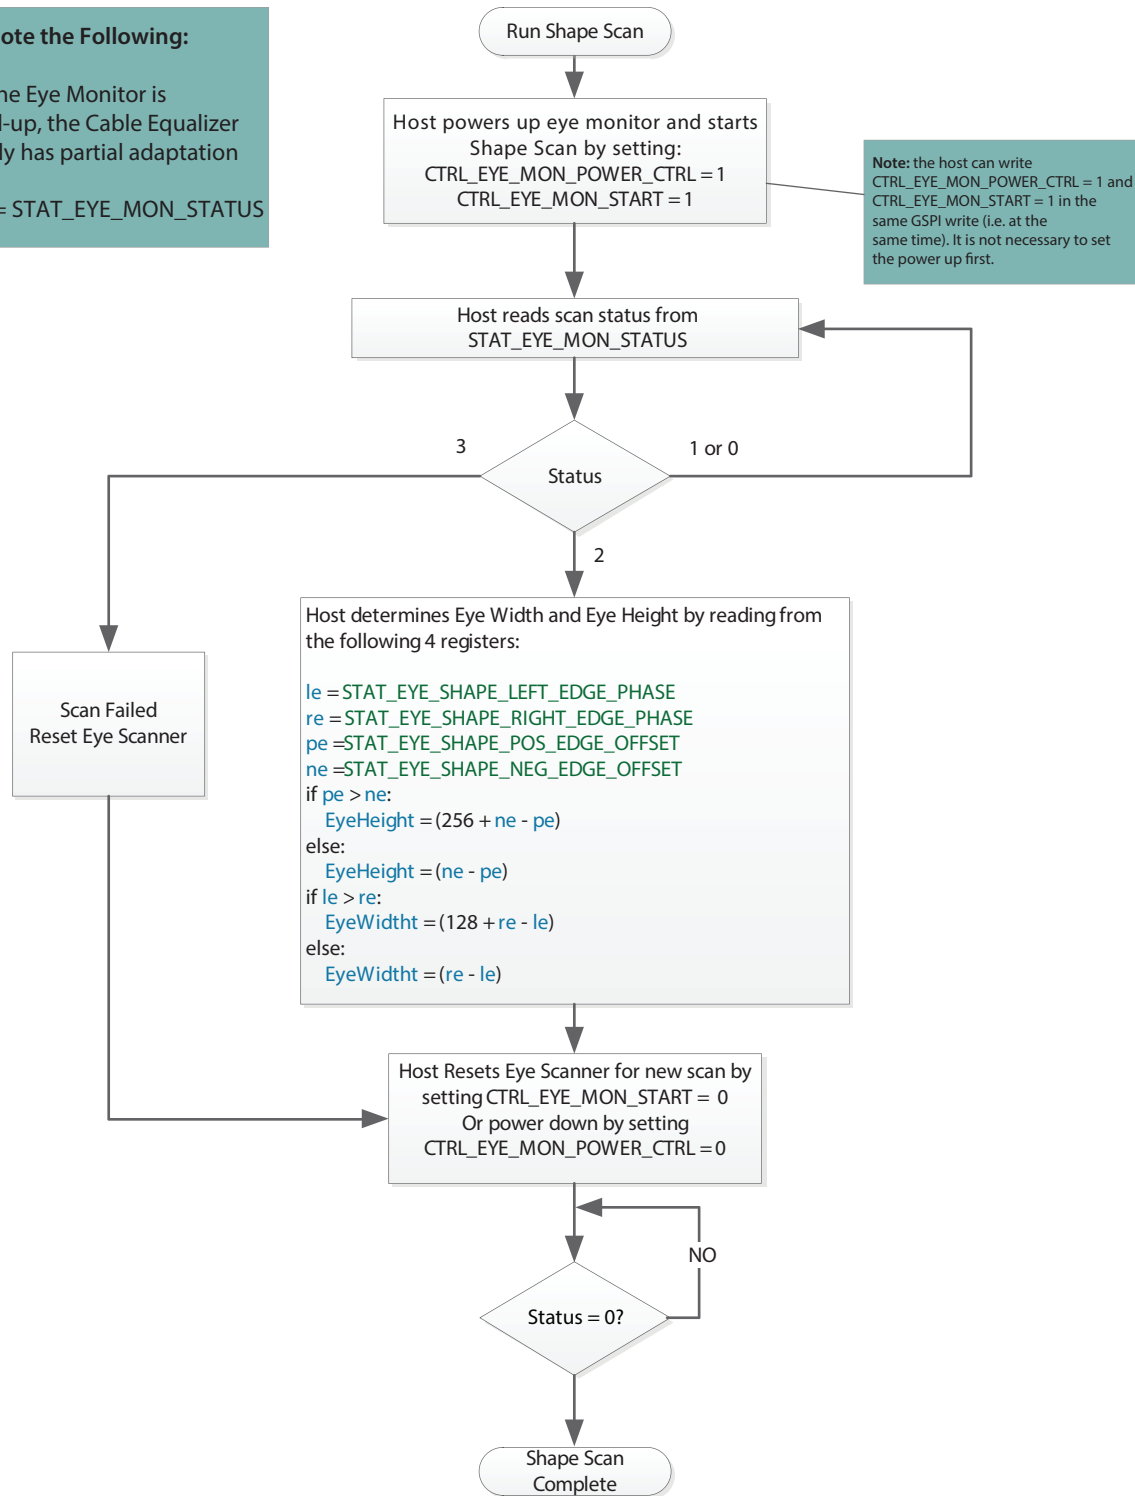 ote the Following:
ne Eye Monitor is
l-up, the Cable Equalizer
ly has partial adaptation
= STAT_EYE_MON_STATUS
Run Shape Scan
Host powers up eye monitor and starts
Shape Scan by setting:
CTRL_EYE_MON_POWER_CTRL = 1
CTRL_EYE_MON_START = 1
Note: the host can write
CTRL_EYE_MON_POWER_CTRL = 1 and
CTRL_EYE_MON_START = 1 in the
same GSPI write (i.e. at the
same time). It is not necessary to set
the power up first.
Host reads scan status from
STAT_EYE_MON_STATUS
3
1 or 0
Status
2
Host determines Eye Width and Eye Height by reading from
the following 4 registers:
le = STAT_EYE_SHAPE_LEFT_EDGE_PHASE
re = STAT_EYE_SHAPE_RIGHT_EDGE_PHASE
pe =STAT_EYE_SHAPE_POS_EDGE_OFFSET
ne =STAT_EYE_SHAPE_NEG_EDGE_OFFSET
if pe > ne:
EyeHeight = (256 + ne - pe)
else:
EyeHeight = (ne - pe)
if le > re:
EyeWidtht = (128 + re - le)
else:
EyeWidtht = (re - le)
Scan Failed
Reset Eye Scanner
Host Resets Eye Scanner for new scan by
setting CTRL_EYE_MON_START = 0
Or power down by setting
CTRL_EYE_MON_POWER_CTRL = 0
NO
Status = 0?
Shape Scan
Complete